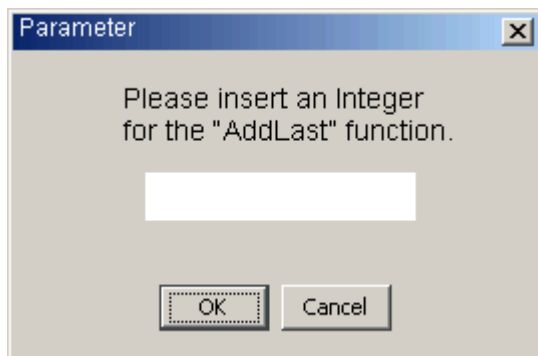 Parameter
Please insert an Integer
for the "AddLast" function.
OK Cancel